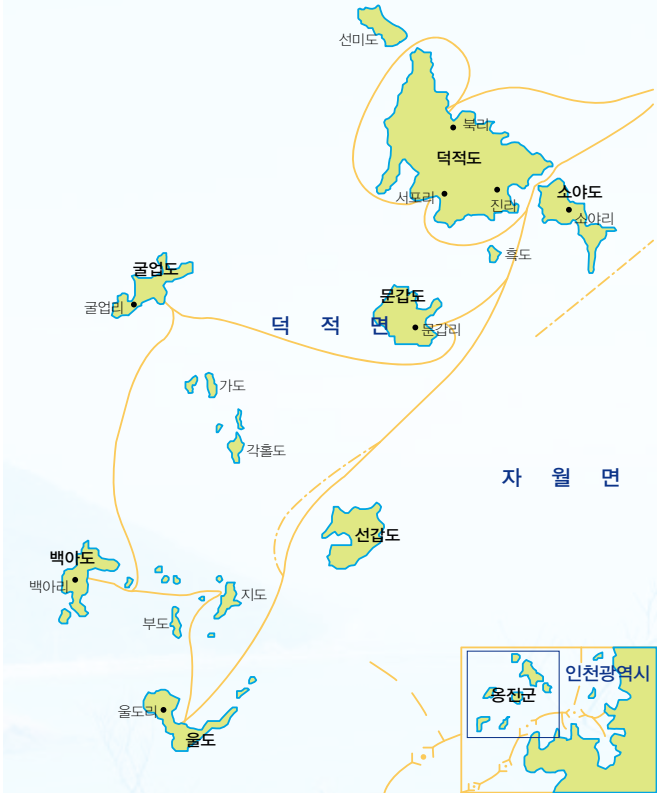 선미도
북리
덕적도
서포리
진리
소야도
소야리
흑도
굴업도
굴업리
문갑도
문갑리
덕 적 면
가도
각흘도
자 월 면
선갑도
백아도
백아리
지도
부도
울도리
울도
인천광역시
옹진군